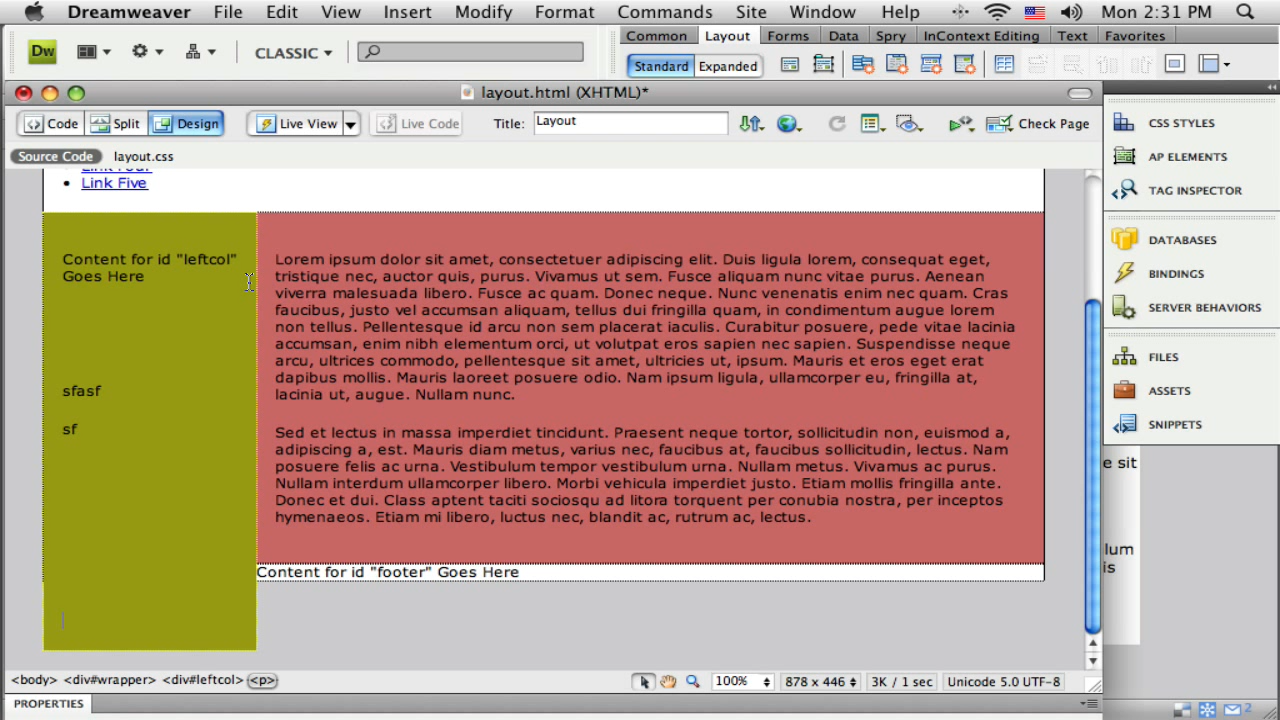 Dreamweaver File Edit View Insert Modify Format Commands Site Window Help Mon 2:31 PM
Dw CLASSIC
Common Layout Forms Data Spry InContext Editing Text Favorites
Standard Expanded
layout.html (XHTML)*
Code Split Design Live View Live Code Title: Layout Check Page
Source Code layout.css
Link Four
Link Five
Content for id "leftcol"
Goes Here
sfasf
sf
Lorem ipsum dolor sit amet, consectetuer adipiscing elit. Duis ligula lorem, consequat eget,
tristique nec, auctor quis, purus. Vivamus ut sem. Fusce aliquam nunc vitae purus. Aenean
viverra malesuada libero. Fusce ac quam. Donec neque. Nunc venenatis enim nec quam. Cras
faucibus, justo vel accumsan aliquam, tellus dui fringilla quam, in condimentum augue lorem
non tellus. Pellentesque id arcu non sem placerat iaculis. Curabitur posuere, pede vitae lacinia
accumsan, enim nibh elementum orci, ut volutpat eros sapien nec sapien. Suspendisse neque
arcu, ultrices commodo, pellentesque sit amet, ultricies ut, ipsum. Mauris et eros eget erat
dapibus mollis. Mauris laoreet posuere odio. Nam ipsum ligula, ullamcorper eu, fringilla at,
lacinia ut, augue. Nullam nunc.
Sed et lectus in massa imperdiet tincidunt. Praesent neque tortor, sollicitudin non, euismod a,
adipiscing a, est. Mauris diam metus, varius nec, faucibus at, faucibus sollicitudin, lectus. Nam
posuere felis ac urna. Vestibulum tempor vestibulum urna. Nullam metus. Vivamus ac purus.
Nullam interdum ullamcorper libero. Morbi vehicula imperdiet justo. Etiam mollis fringilla ante.
Donec et dui. Class aptent taciti sociosqu ad litora torquent per conubia nostra, per inceptos
hymenaeos. Etiam mi libero, luctus nec, blandit ac, rutrum ac, lectus.
Content for id "footer" Goes Here
CSS STYLES
AP ELEMENTS
TAG INSPECTOR
DATABASES
BINDINGS
SERVER BEHAVIORS
FILES
ASSETS
SNIPPETS
e sit
lum
is
<body> <div#wrapper> <div#leftcol> <p> 100% 878 x 446 3K / 1 sec Unicode 5.0 UTF-8
PROPERTIES
2